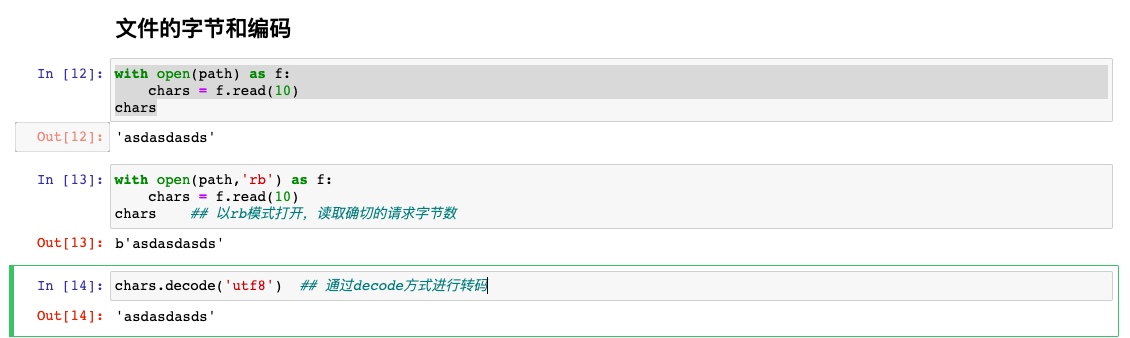 文件的字节和编码
In [12]: with open(path) as f:
    chars = f.read(10)
chars
Out[12]: 'asdasdasds'
In [13]: with open(path,'rb') as f:
    chars = f.read(10)
chars    ## 以rb模式打开，读取确切的请求字节数
Out[13]: b'asdasdasds'
In [14]: chars.decode('utf8')  ## 通过decode方式进行转码
Out[14]: 'asdasdasds'